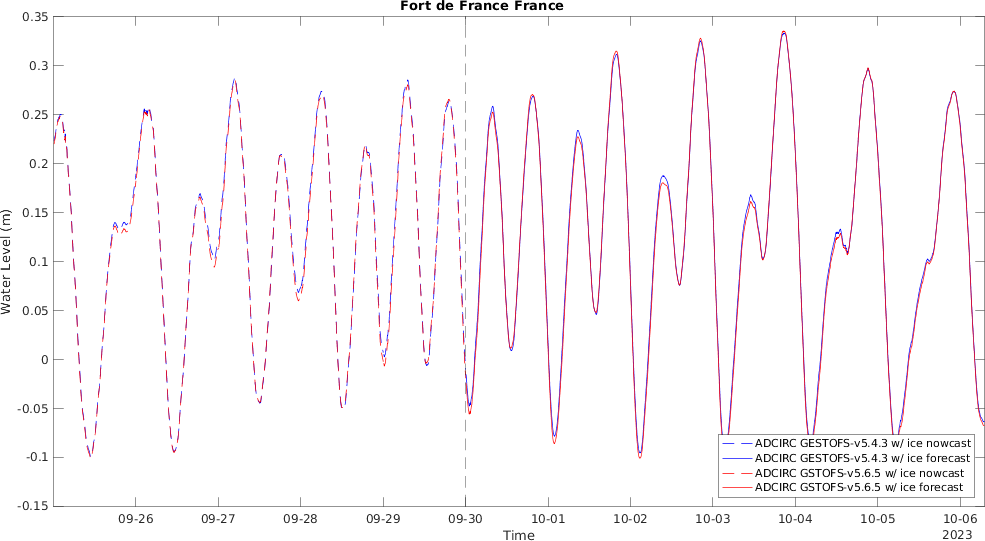 Fort de France France
0.35
0.3
0.25
0.2
0.15
0.1
0.05
0
-0.05
-0.1
-0.15
Water Level (m)
ADCIRC GESTOFS-v5.4.3 w/ ice nowcast
ADCIRC GESTOFS-v5.4.3 w/ ice forecast
ADCIRC GSTOFS-v5.6.5 w/ ice nowcast
ADCIRC GSTOFS-v5.6.5 w/ ice forecast
09-26 09-27 09-28 09-29 09-30 10-01 10-02 10-03 10-04 10-05 10-06
2023
Time